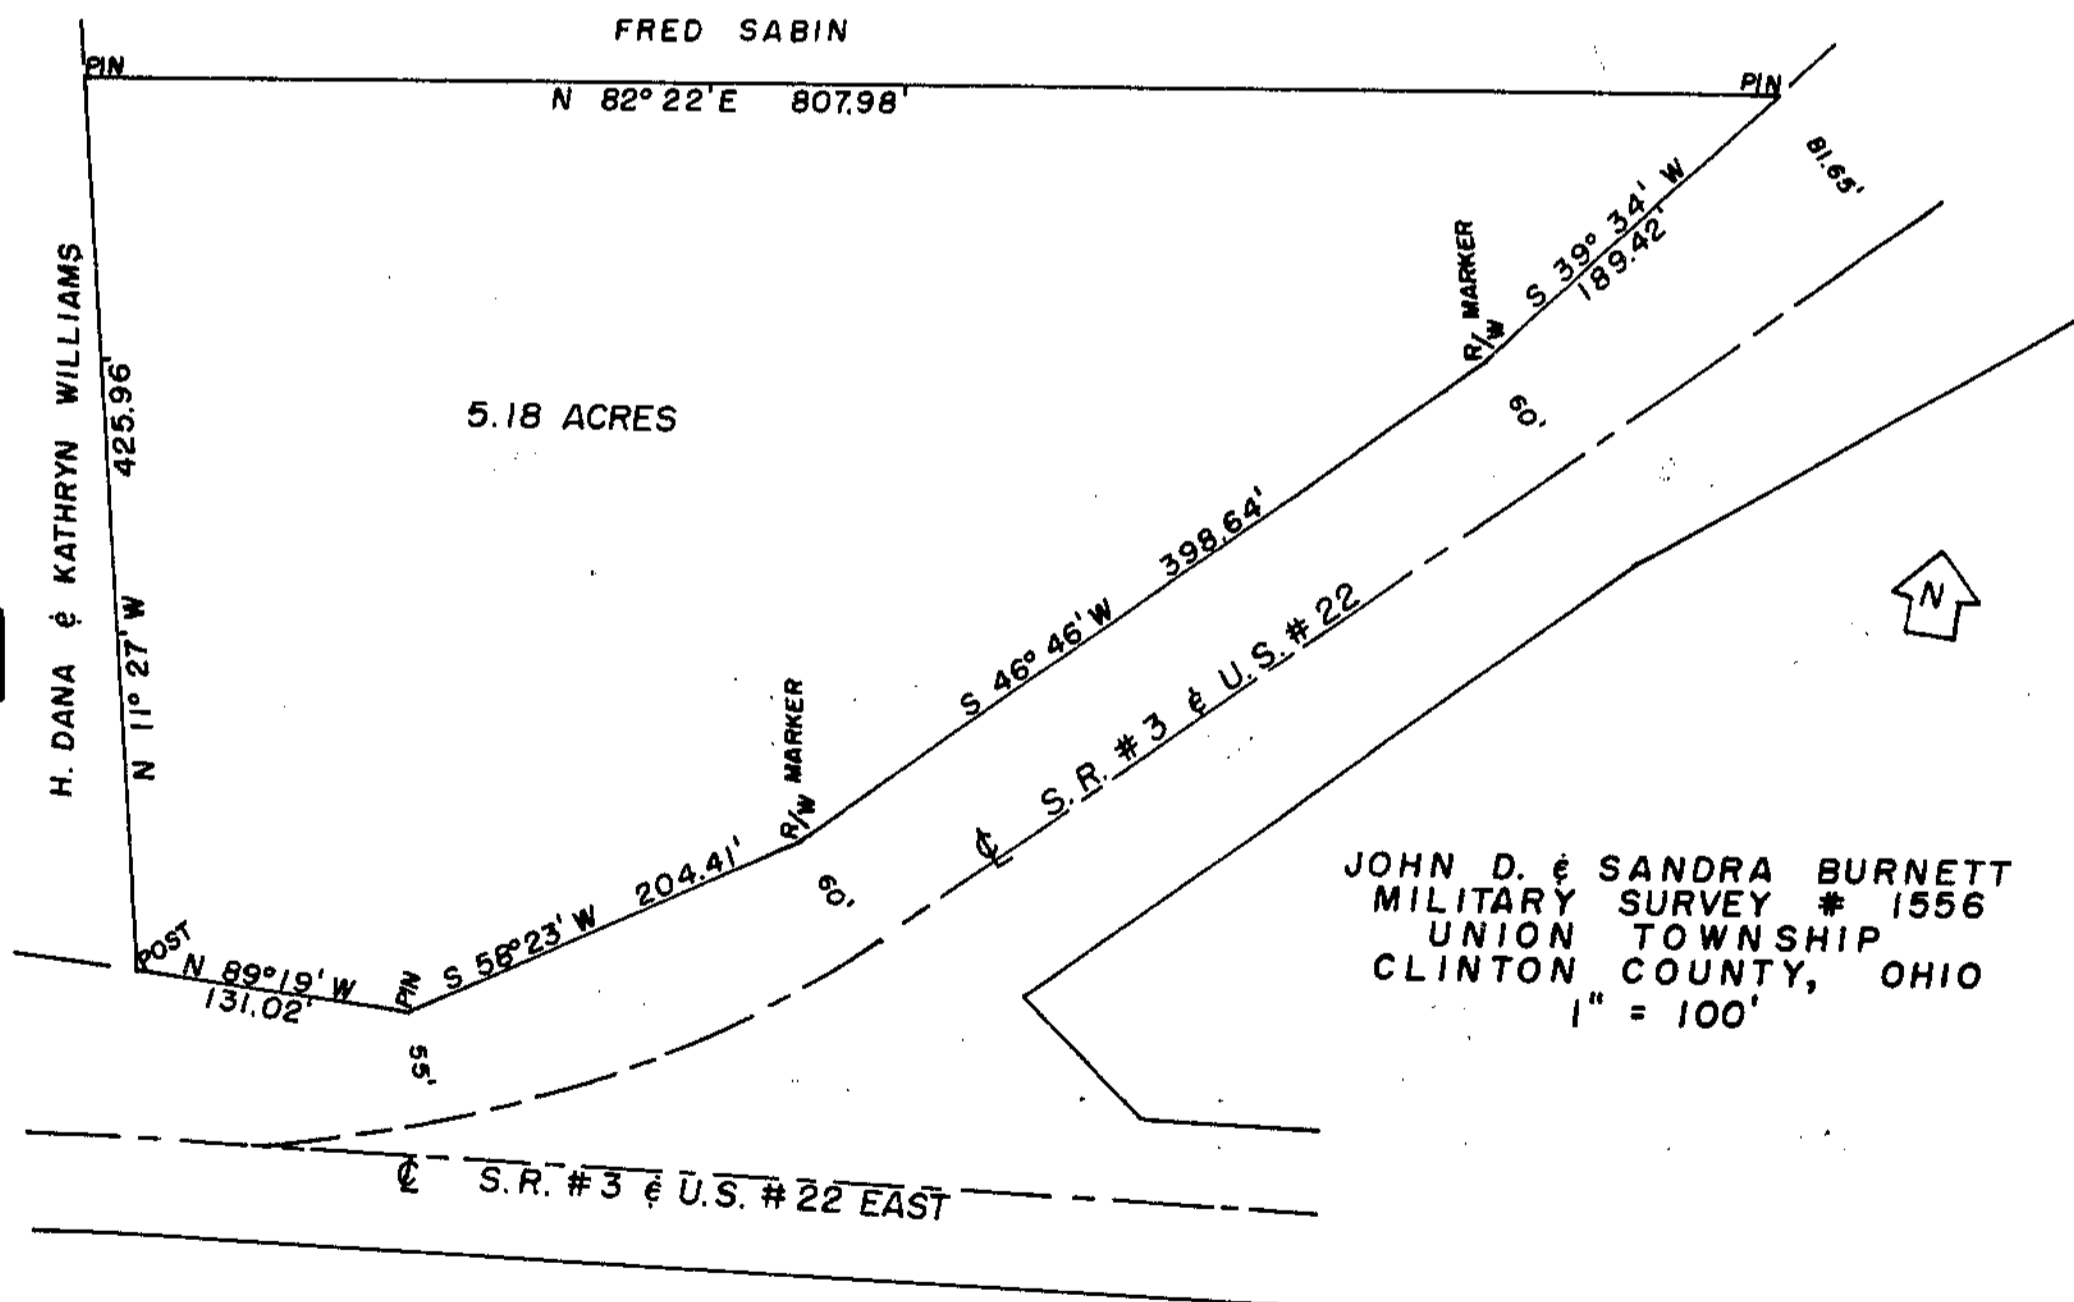 FRED SABIN
PIN
PIN
N 82° 22' E 807.98'
81.65'
S 39° 34' W
189.42'
R/W MARKER
H. DANA & KATHRYN WILLIAMS
N 11° 27' W 425.96'
5.18 ACRES
60'
S 46° 46' W 398.64'
N
S.R. # 3 & U.S. # 22
R/W MARKER
℄
S 58° 23' W 204.41'
60'
POST
N 89° 19' W
131.02'
PIN
55'
JOHN D. & SANDRA BURNETT
MILITARY SURVEY # 1556
UNION TOWNSHIP
CLINTON COUNTY, OHIO
1" = 100'
℄ S.R. # 3 & U.S. # 22 EAST